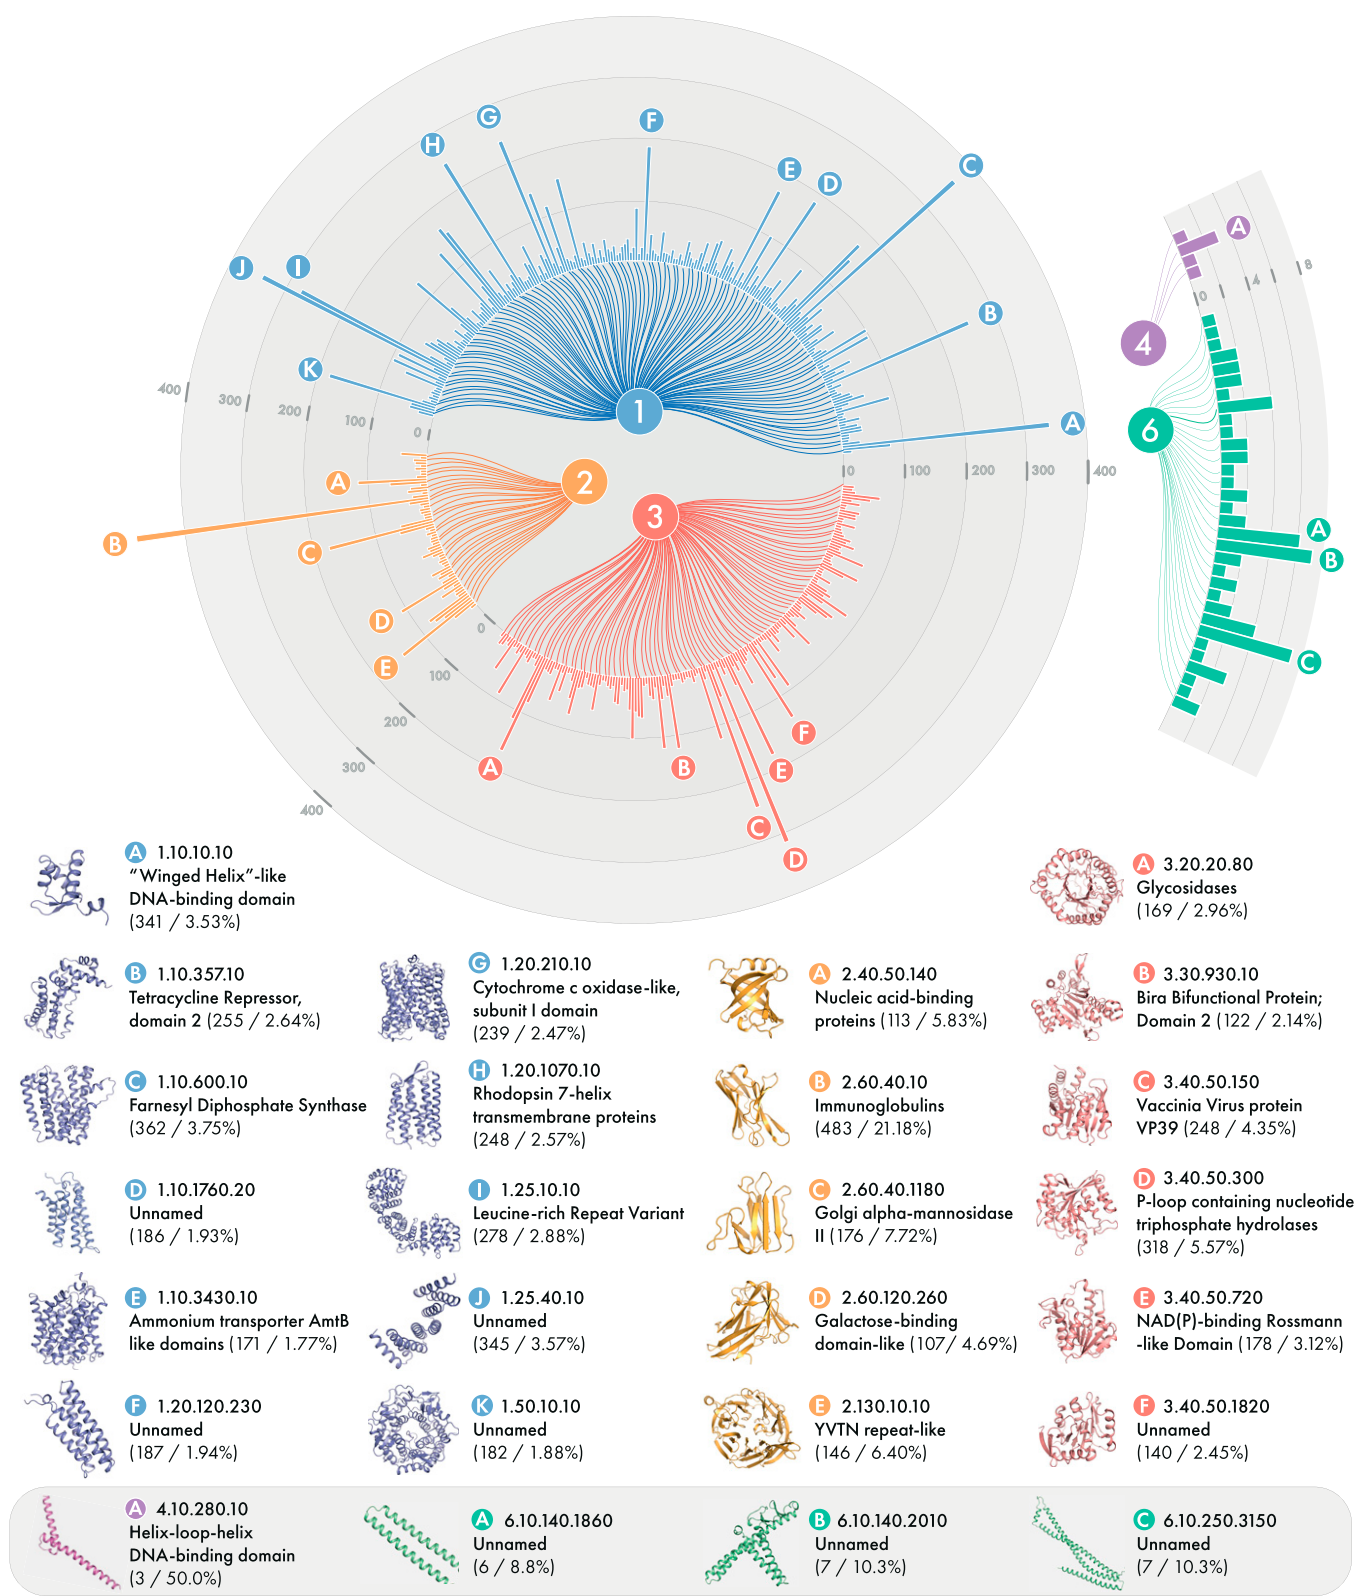 G
F
H
E
D
C
J
I
B
K
A
400
300
200
100
0
1
0
100
200
300
400
2
3
A
B
C
D
E
0
100
200
300
400
A
B
C
D
E
F
A
8
4
0
4
6
A
B
C
A 1.10.10.10
“Winged Helix”-like
DNA-binding domain
(341 / 3.53%)
B 1.10.357.10
Tetracycline Repressor,
domain 2 (255 / 2.64%)
C 1.10.600.10
Farnesyl Diphosphate Synthase
(362 / 3.75%)
D 1.10.1760.20
Unnamed
(186 / 1.93%)
E 1.10.3430.10
Ammonium transporter AmtB
like domains (171 / 1.77%)
F 1.20.120.230
Unnamed
(187 / 1.94%)
G 1.20.210.10
Cytochrome c oxidase-like,
subunit I domain
(239 / 2.47%)
H 1.20.1070.10
Rhodopsin 7-helix
transmembrane proteins
(248 / 2.57%)
I 1.25.10.10
Leucine-rich Repeat Variant
(278 / 2.88%)
J 1.25.40.10
Unnamed
(345 / 3.57%)
K 1.50.10.10
Unnamed
(182 / 1.88%)
A 2.40.50.140
Nucleic acid-binding
proteins (113 / 5.83%)
B 2.60.40.10
Immunoglobulins
(483 / 21.18%)
C 2.60.40.1180
Golgi alpha-mannosidase
II (176 / 7.72%)
D 2.60.120.260
Galactose-binding
domain-like (107/ 4.69%)
E 2.130.10.10
YVTN repeat-like
(146 / 6.40%)
A 3.20.20.80
Glycosidases
(169 / 2.96%)
B 3.30.930.10
Bira Bifunctional Protein;
Domain 2 (122 / 2.14%)
C 3.40.50.150
Vaccinia Virus protein
VP39 (248 / 4.35%)
D 3.40.50.300
P-loop containing nucleotide
triphosphate hydrolases
(318 / 5.57%)
E 3.40.50.720
NAD(P)-binding Rossmann
-like Domain (178 / 3.12%)
F 3.40.50.1820
Unnamed
(140 / 2.45%)
A 4.10.280.10
Helix-loop-helix
DNA-binding domain
(3 / 50.0%)
A 6.10.140.1860
Unnamed
(6 / 8.8%)
B 6.10.140.2010
Unnamed
(7 / 10.3%)
C 6.10.250.3150
Unnamed
(7 / 10.3%)